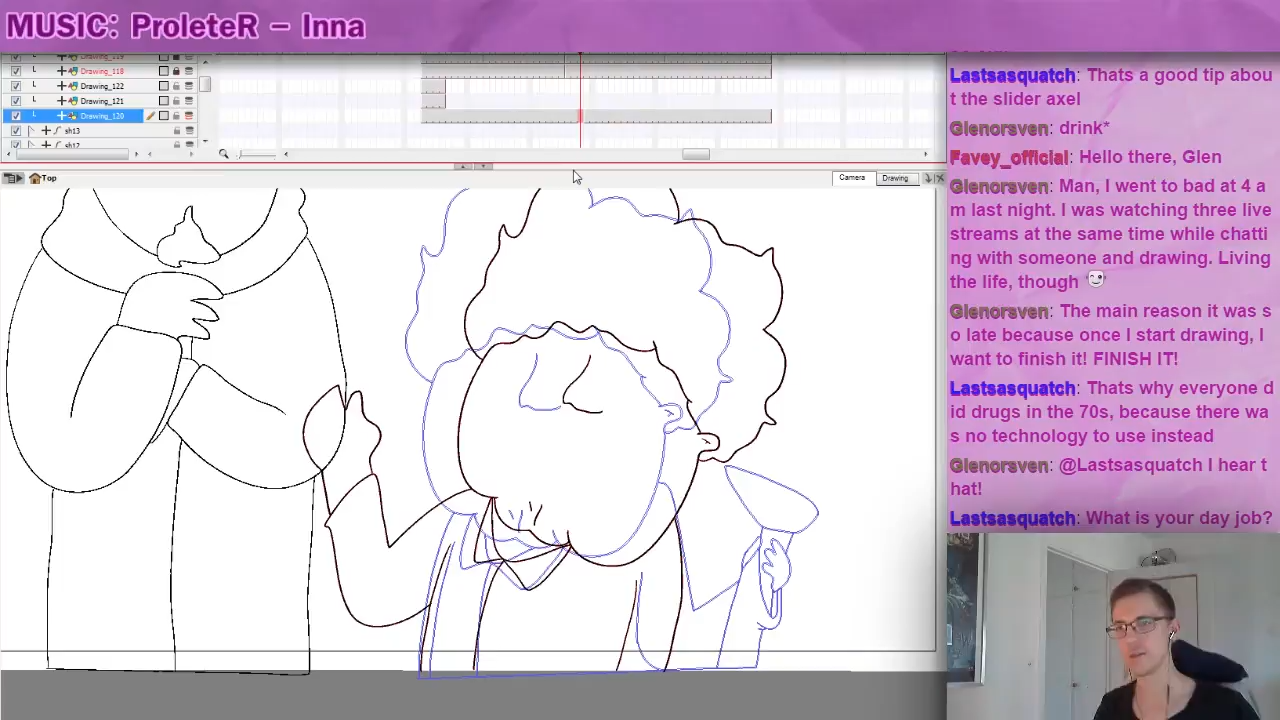 MUSIC: ProleteR – Inna
Drawing_118
Drawing_122
Drawing_121
Drawing_120
sh13
Top
Camera
Drawing
Lastsasquatch: Thats a good tip abou
t the slider axel
Glenorsven: drink*
Favey_official: Hello there, Glen
Glenorsven: Man, I went to bad at 4 a
m last night. I was watching three live
streams at the same time while chatti
ng with someone and drawing. Living
the life, though
Glenorsven: The main reason it was s
o late because once I start drawing, I
want to finish it! FINISH IT!
Lastsasquatch: Thats why everyone d
id drugs in the 70s, because there wa
s no technology to use instead
Glenorsven: @Lastsasquatch I hear t
hat!
Lastsasquatch: What is your day job?